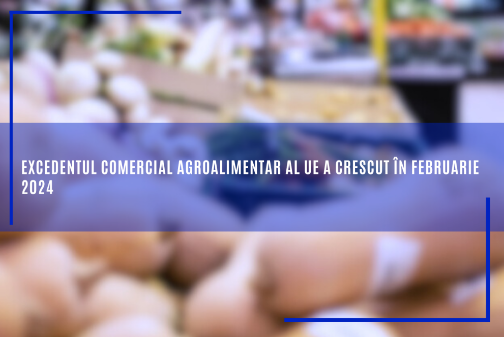 EXCEDENTUL COMERCIAL AGROALIMENTAR AL UE A CRESCUT ÎN FEBRUARIE
2024